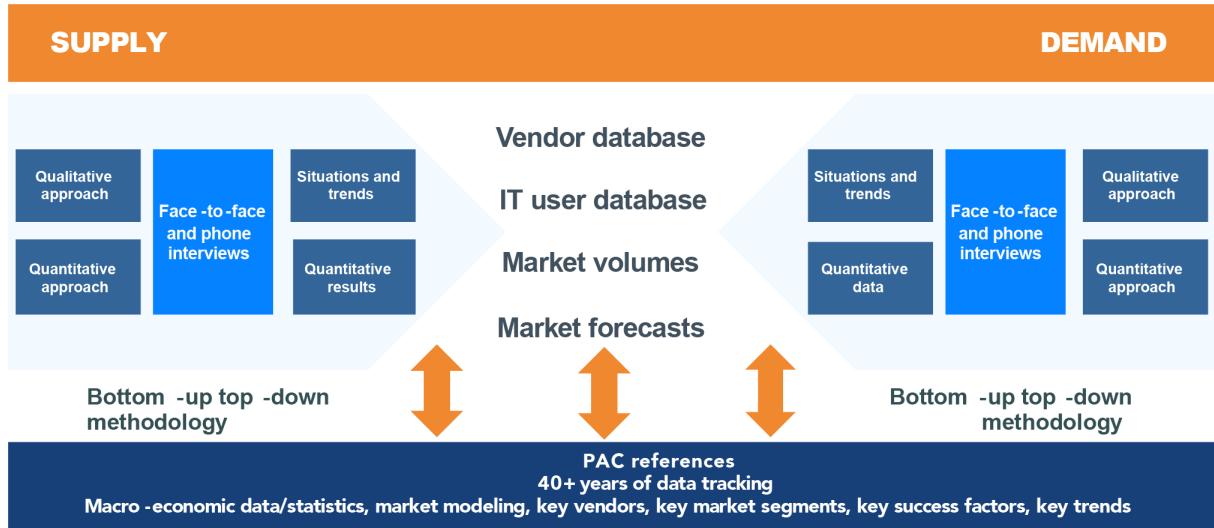 SUPPLY
DEMAND
Vendor database
IT user database
Market volumes
Market forecasts
Qualitative
approach
Quantitative
approach
Face -to -face
and phone
interviews
Situations and
trends
Quantitative
results
Situations and
trends
Quantitative
data
Face -to -face
and phone
interviews
Qualitative
approach
Quantitative
approach
Bottom -up top -down
methodology
Bottom -up top -down
methodology
PAC references
40+ years of data tracking
Macro -economic data/statistics, market modeling, key vendors, key market segments, key success factors, key trends